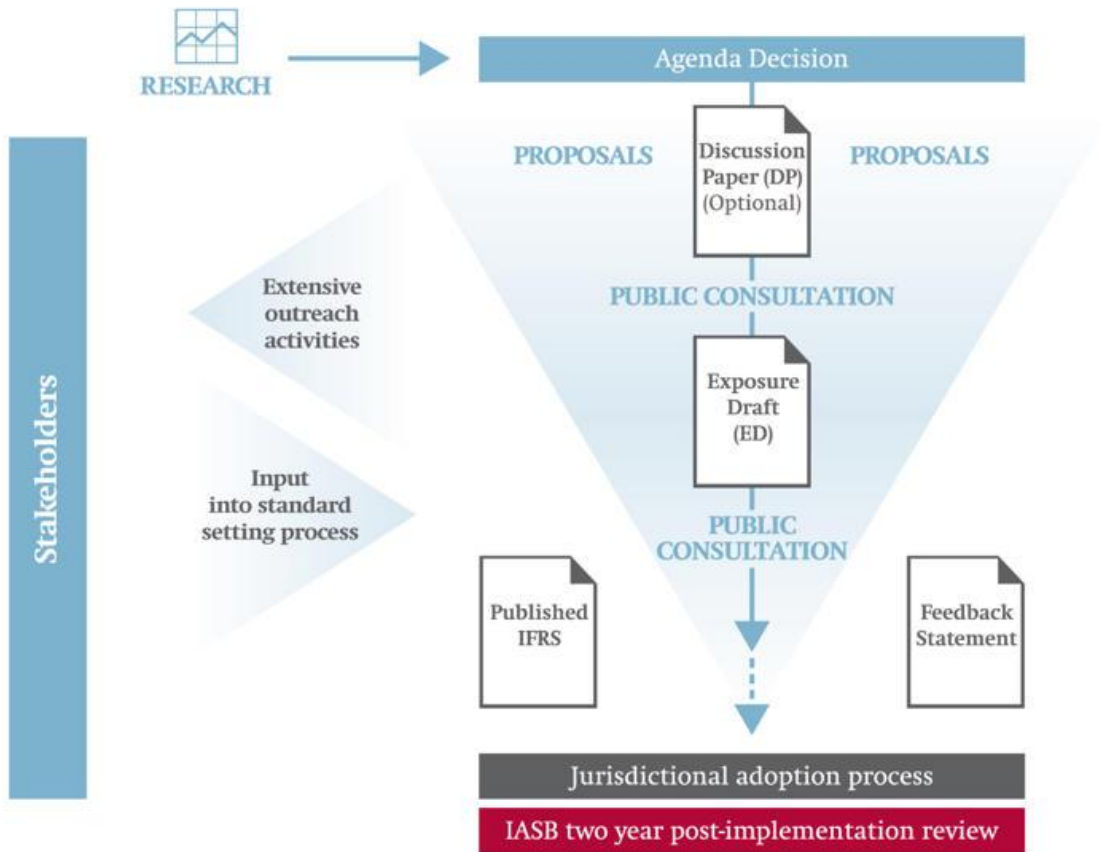 RESEARCH
Agenda Decision
PROPOSALS
Discussion
Paper (DP)
(Optional)
PROPOSALS
Stakeholders
Extensive
outreach
activities
PUBLIC CONSULTATION
Exposure
Draft
(ED)
Input
into standard
setting process
PUBLIC
CONSULTATION
Published
IFRS
Feedback
Statement
Jurisdictional adoption process
IASB two year post-implementation review